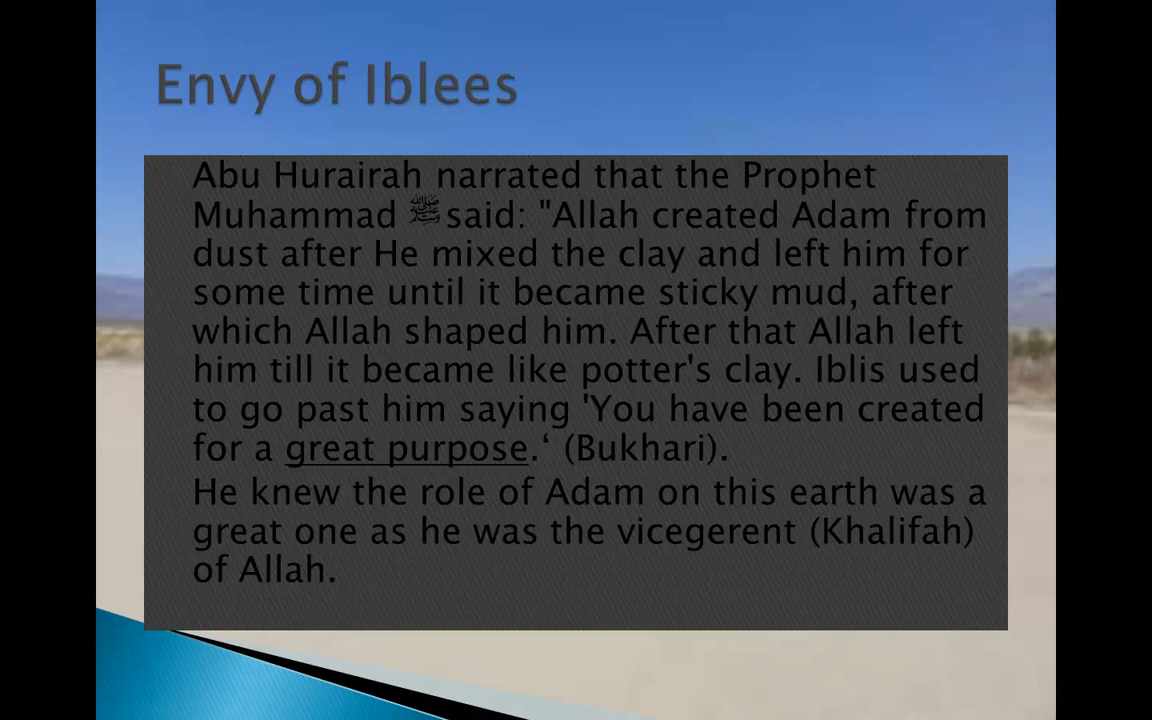 Envy of Iblees
Abu Hurairah narrated that the Prophet
Muhammad ﷺ said: "Allah created Adam from
dust after He mixed the clay and left him for
some time until it became sticky mud, after
which Allah shaped him. After that Allah left
him till it became like potter's clay. Iblis used
to go past him saying 'You have been created
for a great purpose.‘ (Bukhari).
He knew the role of Adam on this earth was a
great one as he was the vicegerent (Khalifah)
of Allah.